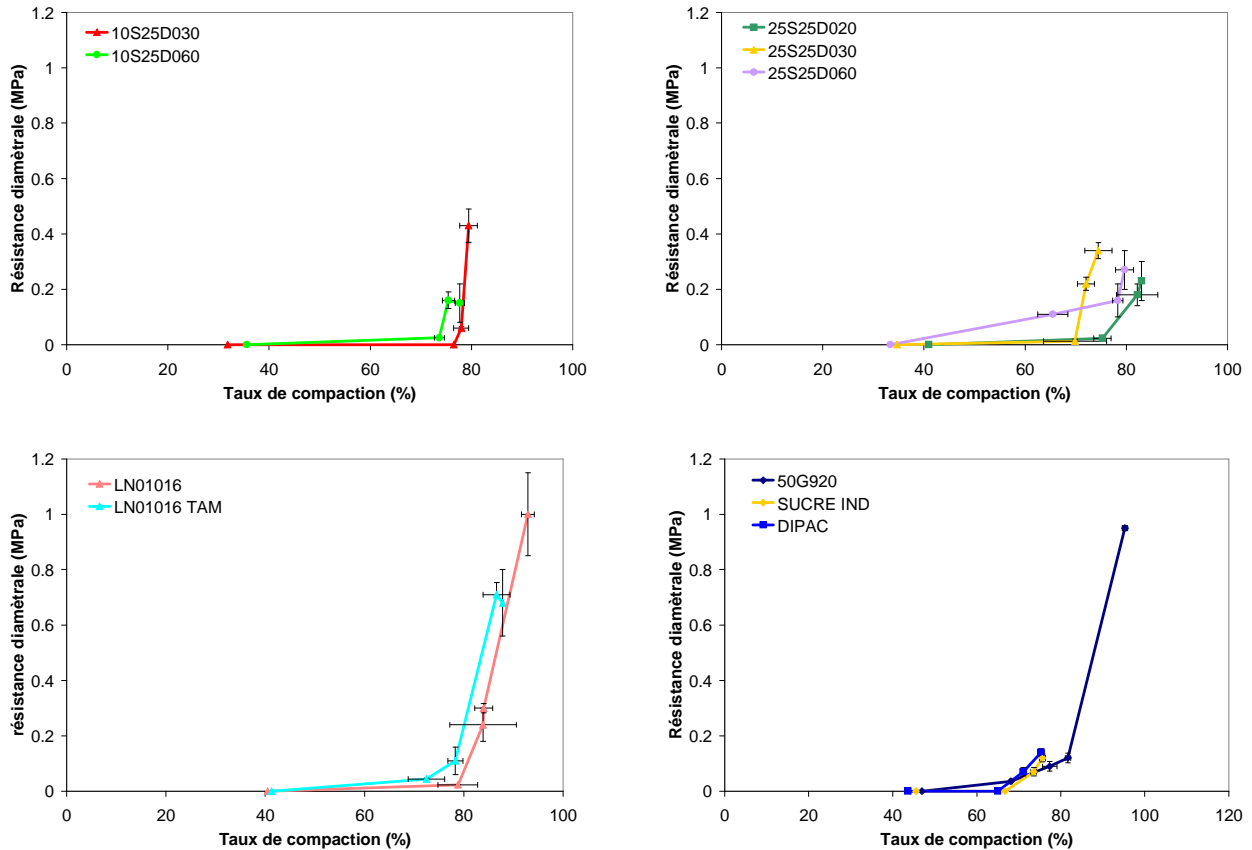 1.2
1
0.8
0.6
0.4
0.2
0
0 20 40 60 80 100
Résistance diamètrale (MPa)
Taux de compaction (%)
10S25D030
10S25D060
1.2
1
0.8
0.6
0.4
0.2
0
0 20 40 60 80 100
Résistance diamètrale (MPa)
Taux de compaction (%)
25S25D020
25S25D030
25S25D060
1.2
1
0.8
0.6
0.4
0.2
0
0 20 40 60 80 100
résistance diamètrale (MPa)
Taux de compaction (%)
LN01016
LN01016 TAM
1.2
1
0.8
0.6
0.4
0.2
0
0 20 40 60 80 100 120
Résistance diamètrale (MPa)
Taux de compaction (%)
50G920
SUCRE IND
DIPAC